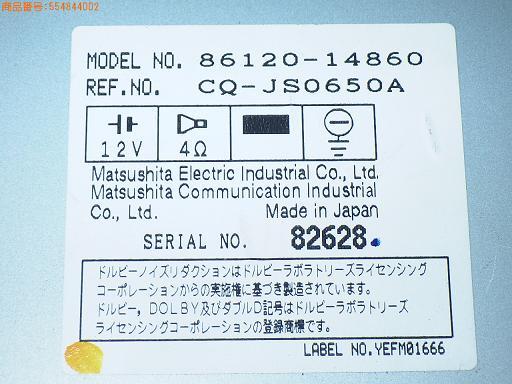 商品番号:554844002
MODEL NO. 86120-14860
REF.NO. CQ-JS0650A
12V 4Ω
Matsushita Electric Industrial Co., Ltd.
Matsushita Communication Industrial
Co., Ltd. Made in Japan
SERIAL NO. 82628.
ドルビーノイズリダクションはドルビーラボラトリーズライセンシング
コーポレーションからの実施権に基づき製造されています。
ドルビー, DOLBY及びダブルD記号はドルビーラボラトリーズ
ライセンシングコーポレーションの登録商標です。
LABEL NO.YEFM01666